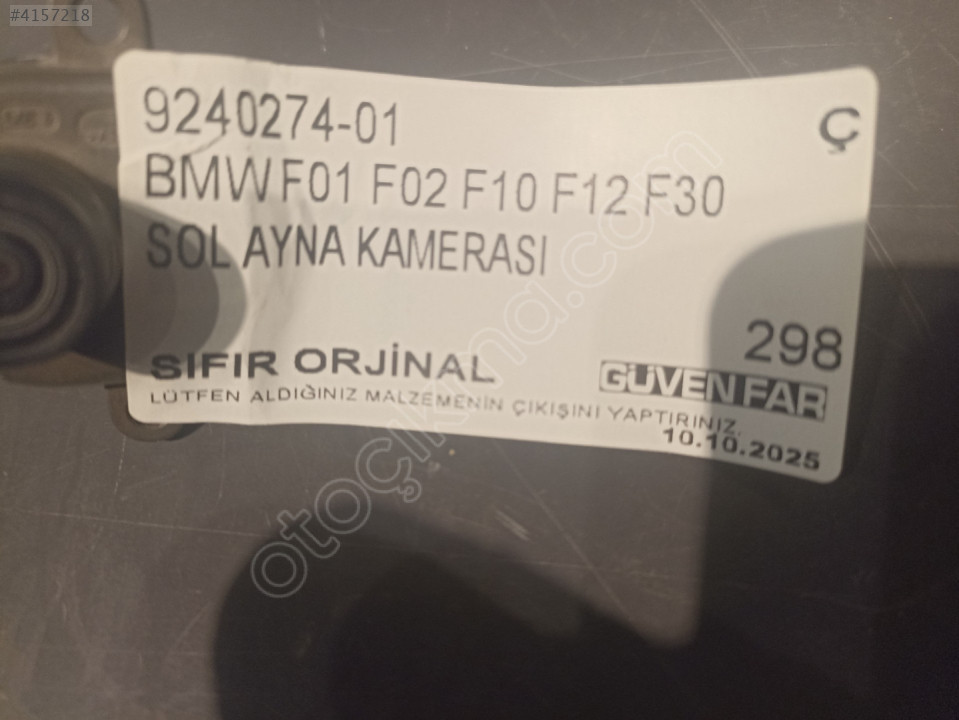 #4157218
9240274-01
Ç
BMW F01 F02 F10 F12 F30
SOL AYNA KAMERASI
298
SIFIR ORJİNAL
GÜVEN FAR
LÜTFEN ALDIĞINIZ MALZEMENİN ÇIKIŞINI YAPTIRINIZ.
10.10.2025
otoçıkma.com